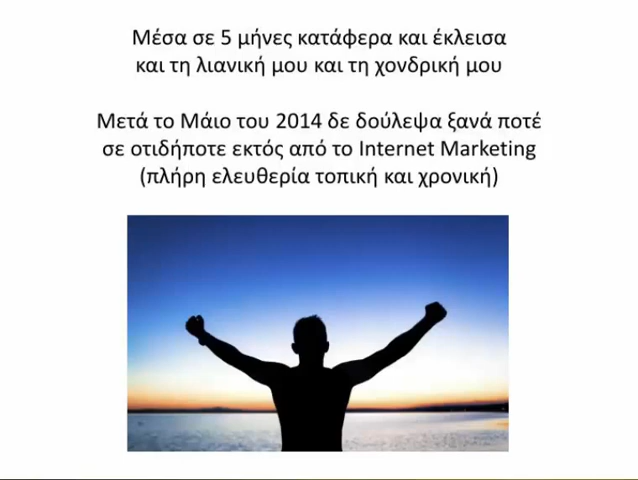 Μέσα σε 5 μήνες κατάφερα και έκλεισα
και τη λιανική μου και τη χονδρική μου
Μετά το Μάιο του 2014 δε δούλεψα ξανά ποτέ
σε οτιδήποτε εκτός από το Internet Marketing
(πλήρη ελευθερία τοπική και χρονική)